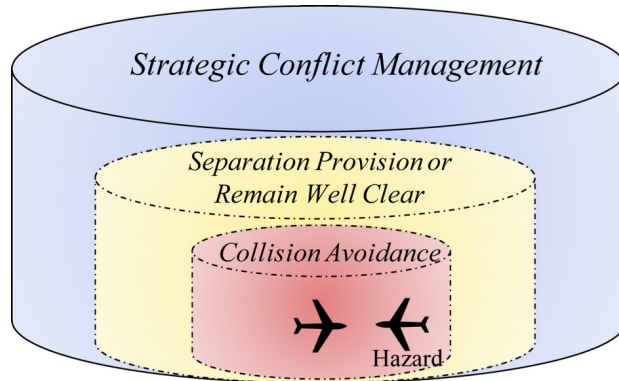 Strategic Conflict Management
Separation Provision or
Remain Well Clear
Collision Avoidance
Hazard